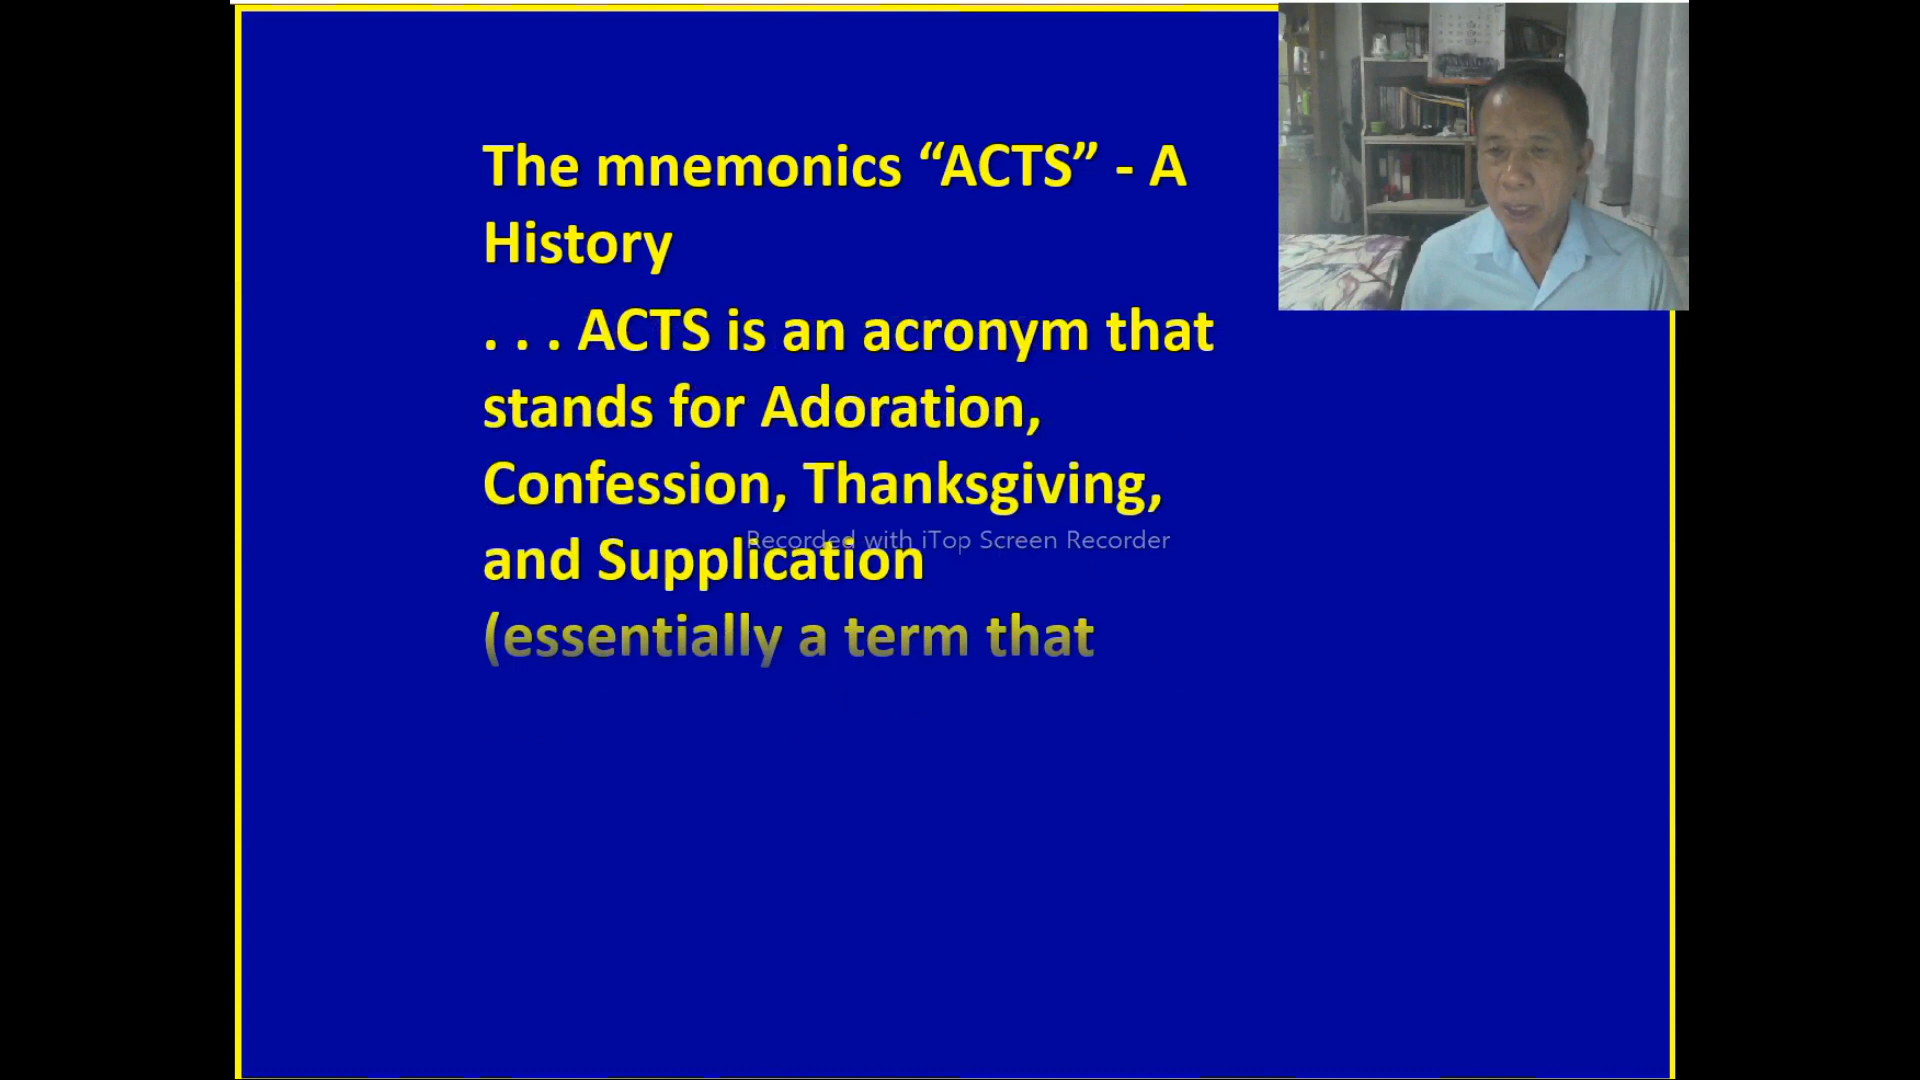 The mnemonics “ACTS” - A
History
. . . ACTS is an acronym that
stands for Adoration,
Confession, Thanksgiving,
and Supplication
(essentially a term that
Recorded with iTop Screen Recorder